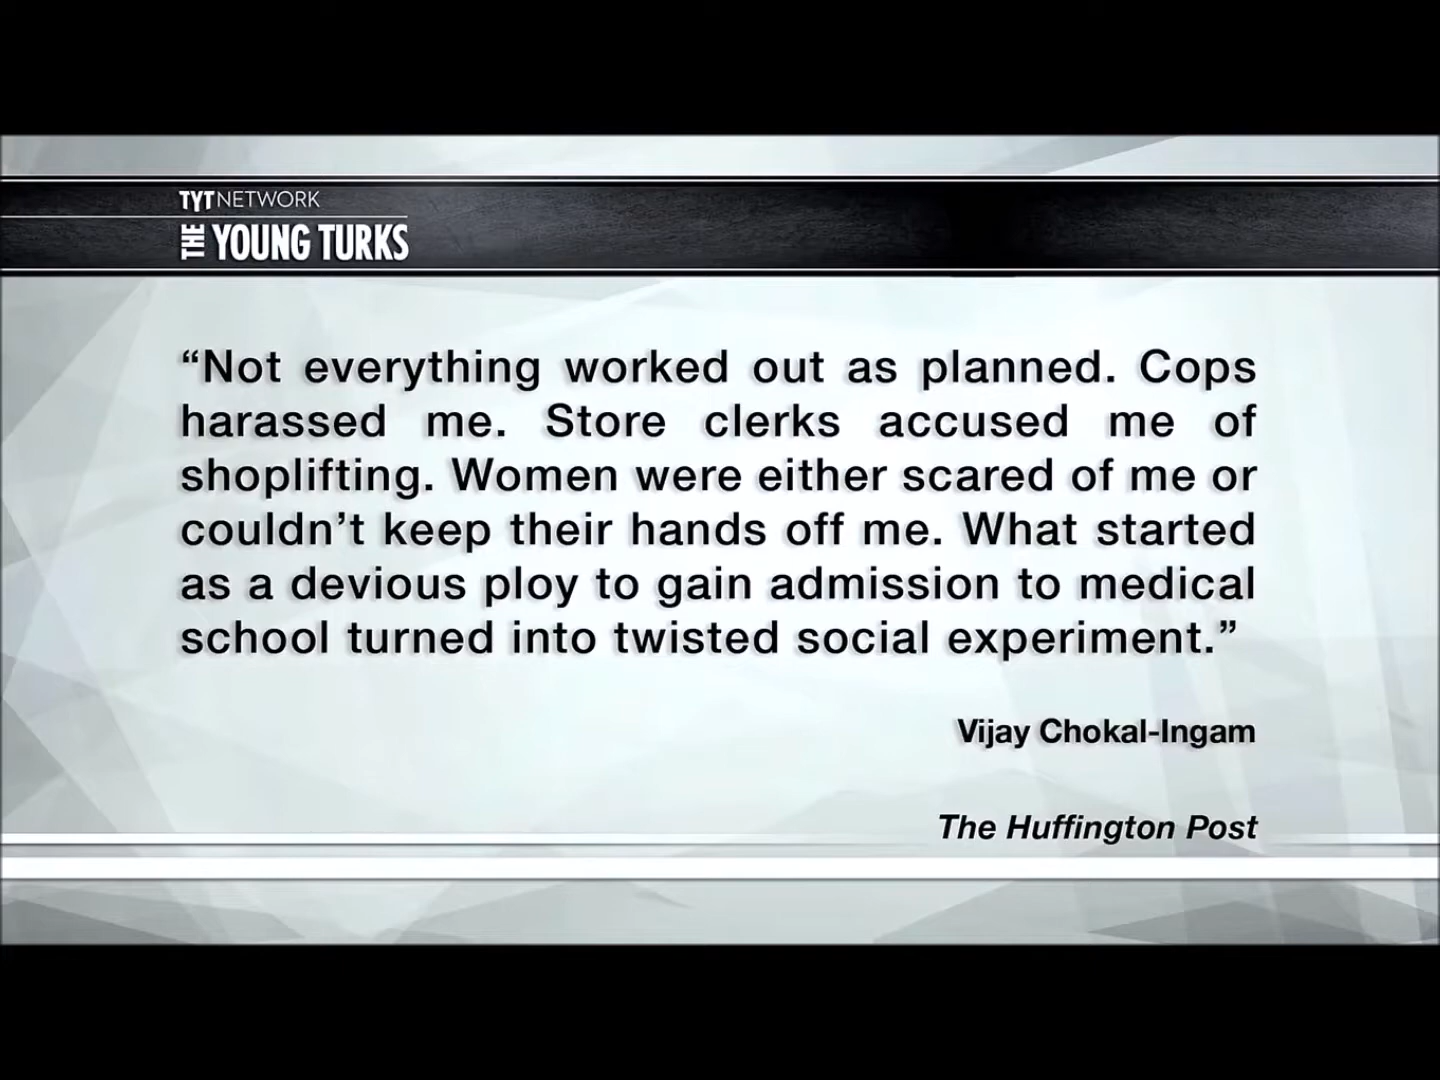 TYT NETWORK
THE YOUNG TURKS
“Not everything worked out as planned. Cops
harassed me. Store clerks accused me of
shoplifting. Women were either scared of me or
couldn’t keep their hands off me. What started
as a devious ploy to gain admission to medical
school turned into twisted social experiment.”
Vijay Chokal-Ingam
The Huffington Post